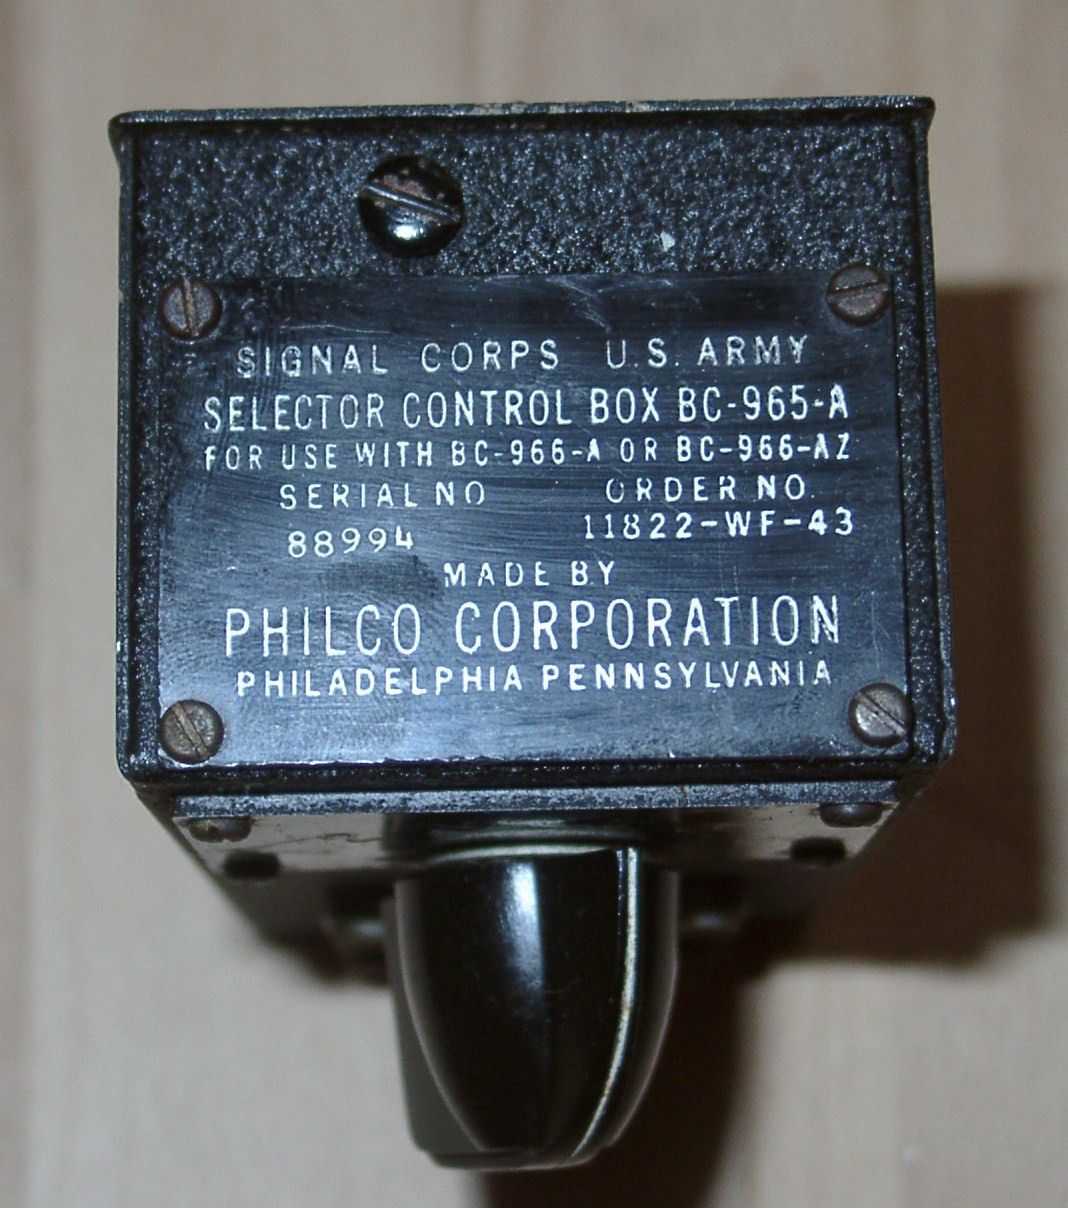 SIGNAL CORPS U.S. ARMY
SELECTOR CONTROL BOX BC-965-A
FOR USE WITH BC-966-A OR BC-966-AZ
SERIAL NO ORDER NO.
88994 11822-WF-43
MADE BY
PHILCO CORPORATION
PHILADELPHIA PENNSYLVANIA